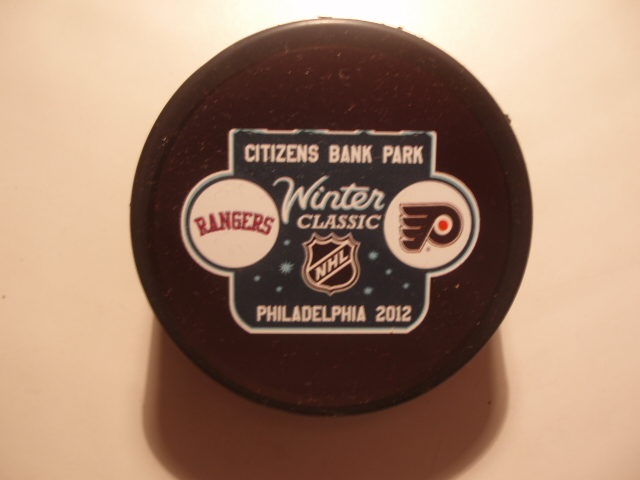 CITIZENS BANK PARK
Winter
CLASSIC
RANGERS
NHL
PHILADELPHIA 2012